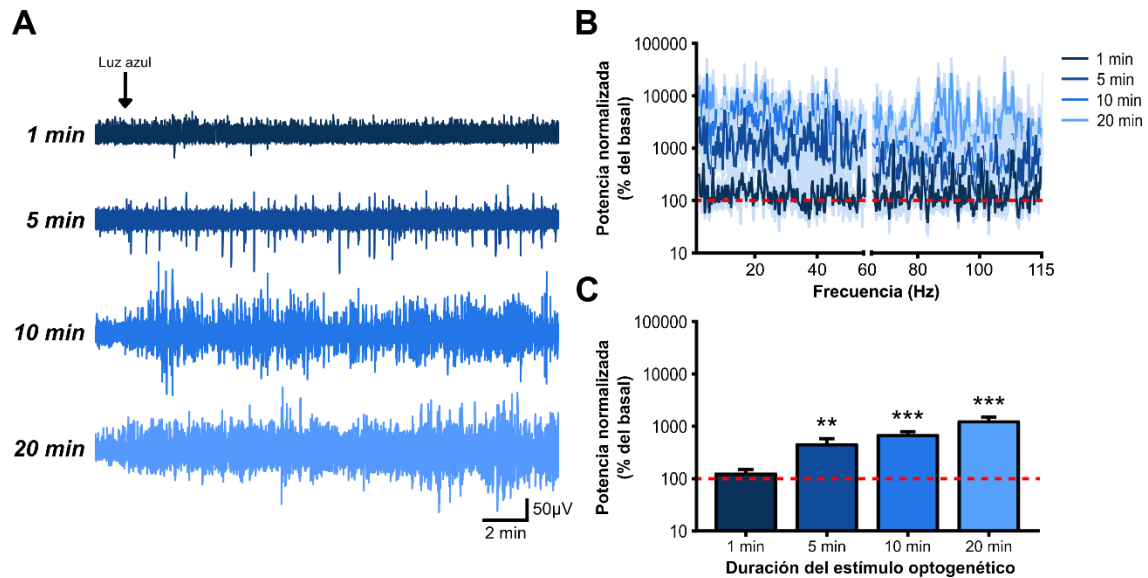 A
Luz azul
1 min
5 min
10 min
20 min
50µV
2 min
B
Potencia normalizada
(% del basal)
100000
10000
1000
100
10
20
40
60
80
100
115
Frecuencia (Hz)
1 min
5 min
10 min
20 min
C
Potencia normalizada
(% del basal)
100000
10000
1000
100
10
**
***
***
1 min
5 min
10 min
20 min
Duración del estímulo optogenético